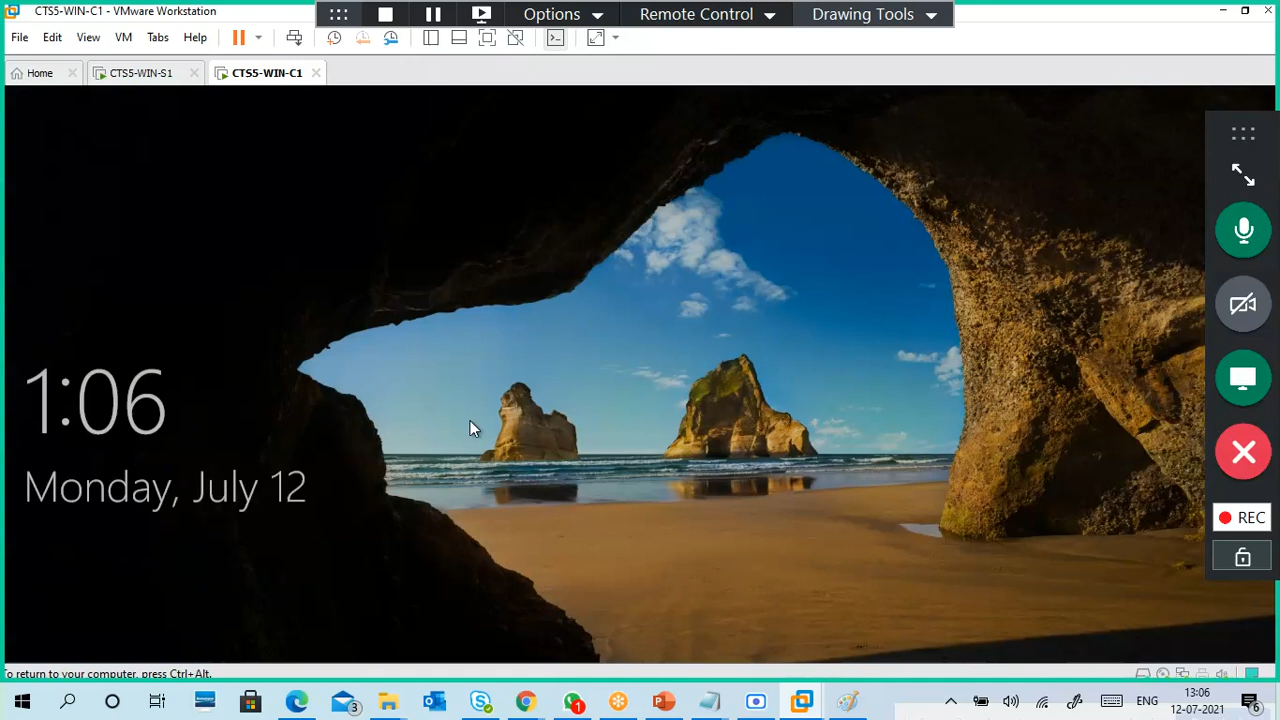 CTS5-WIN-C1 - VMware Workstation
Options
Remote Control
Drawing Tools
File Edit View VM Tabs Help
Home
CTS5-WIN-S1
CTS5-WIN-C1
1:06
Monday, July 12
REC
To return to your computer, press Ctrl+Alt.
3
1
ENG
13:06
12-07-2021
6